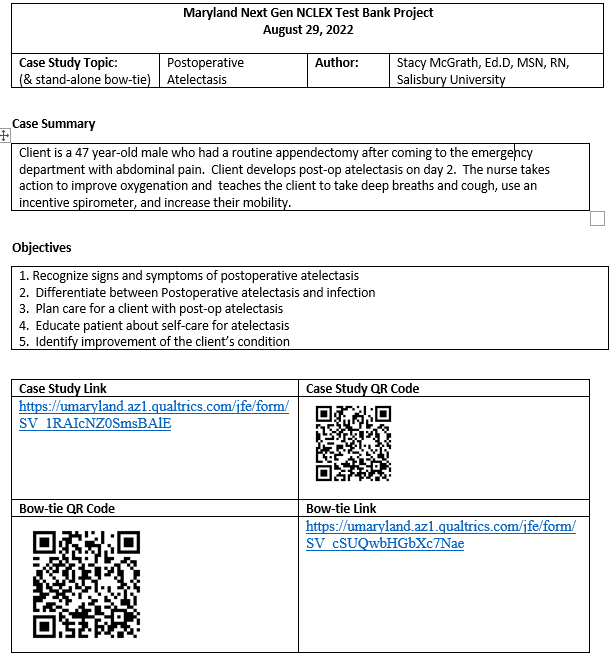 Maryland Next Gen NCLEX Test Bank Project
August 29, 2022
Case Study Topic:
(& stand-alone bow-tie)
Postoperative
Atelectasis
Author:
Stacy McGrath, Ed.D, MSN, RN,
Salisbury University
Case Summary
Client is a 47 year-old male who had a routine appendectomy after coming to the emergency
department with abdominal pain.  Client develops post-op atelectasis on day 2.  The nurse takes
action to improve oxygenation and  teaches the client to take deep breaths and cough, use an
incentive spirometer, and increase their mobility.
Objectives
1. Recognize signs and symptoms of postoperative atelectasis
2.  Differentiate between Postoperative atelectasis and infection
3.  Plan care for a client with post-op atelectasis
4.  Educate patient about self-care for atelectasis
5.  Identify improvement of the client's condition
Case Study Link
Case Study QR Code
https://umaryland.az1.qualtrics.com/jfe/form/
SV_1RAIcNZ0SmsBAlE
Bow-tie QR Code
Bow-tie Link
https://umaryland.az1.qualtrics.com/jfe/form/
SV_cSUQwbHGbXc7Nae